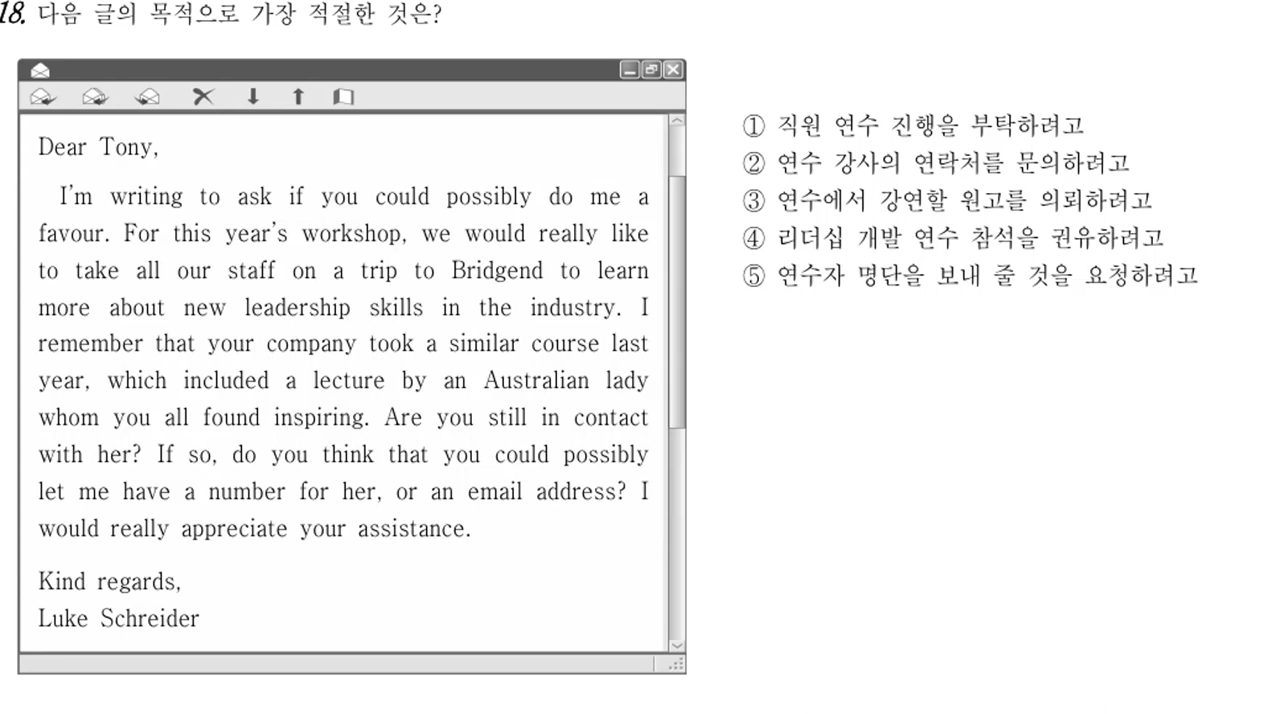 18. 다음 글의 목적으로 가장 적절한 것은?
Dear Tony,
I'm writing to ask if you could possibly do me a
favour. For this year's workshop, we would really like
to take all our staff on a trip to Bridgend to learn
more about new leadership skills in the industry. I
remember that your company took a similar course last
year, which included a lecture by an Australian lady
whom you all found inspiring. Are you still in contact
with her? If so, do you think that you could possibly
let me have a number for her, or an email address? I
would really appreciate your assistance.
Kind regards,
Luke Schreider
① 직원 연수 진행을 부탁하려고
② 연수 강사의 연락처를 문의하려고
③ 연수에서 강연할 원고를 의뢰하려고
④ 리더십 개발 연수 참석을 권유하려고
⑤ 연수자 명단을 보내 줄 것을 요청하려고